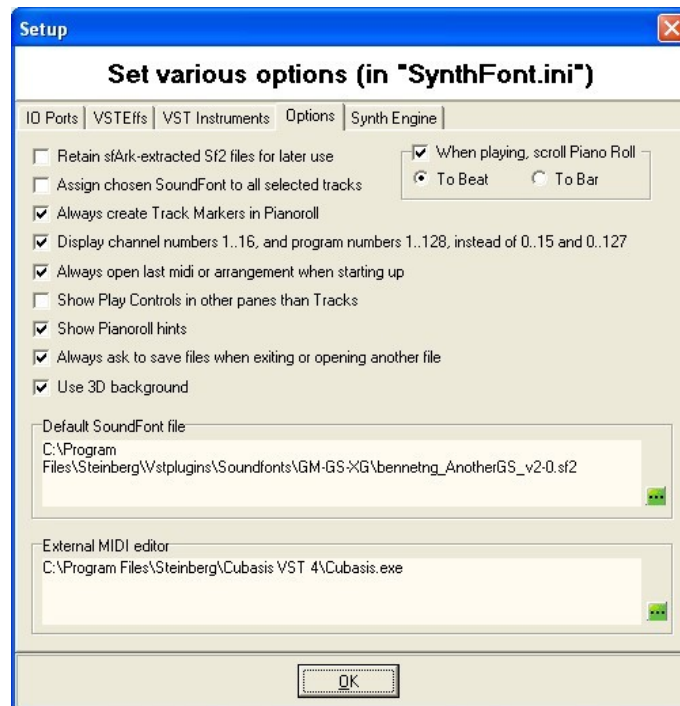 Setup
Set various options (in "SynthFont.ini")
IO Ports
VSTEffs
VST Instruments
Options
Synth Engine
Retain sfArk-extracted Sf2 files for later use
Assign chosen SoundFont to all selected tracks
When playing, scroll Piano Roll
To Beat
To Bar
Always create Track Markers in Pianoroll
Display channel numbers 1..16, and program numbers 1..128, instead of 0..15 and 0..127
Always open last midi or arrangement when starting up
Show Play Controls in other panes than Tracks
Show Pianoroll hints
Always ask to save files when exiting or opening another file
Use 3D background
Default SoundFont file
C:\Program
Files\Steinberg\Vstplugins\Soundfonts\GM-GS-XG\bennetng_AnotherGS_v2-0.sf2
External MIDI editor
C:\Program Files\Steinberg\Cubasis VST 4\Cubasis.exe
OK